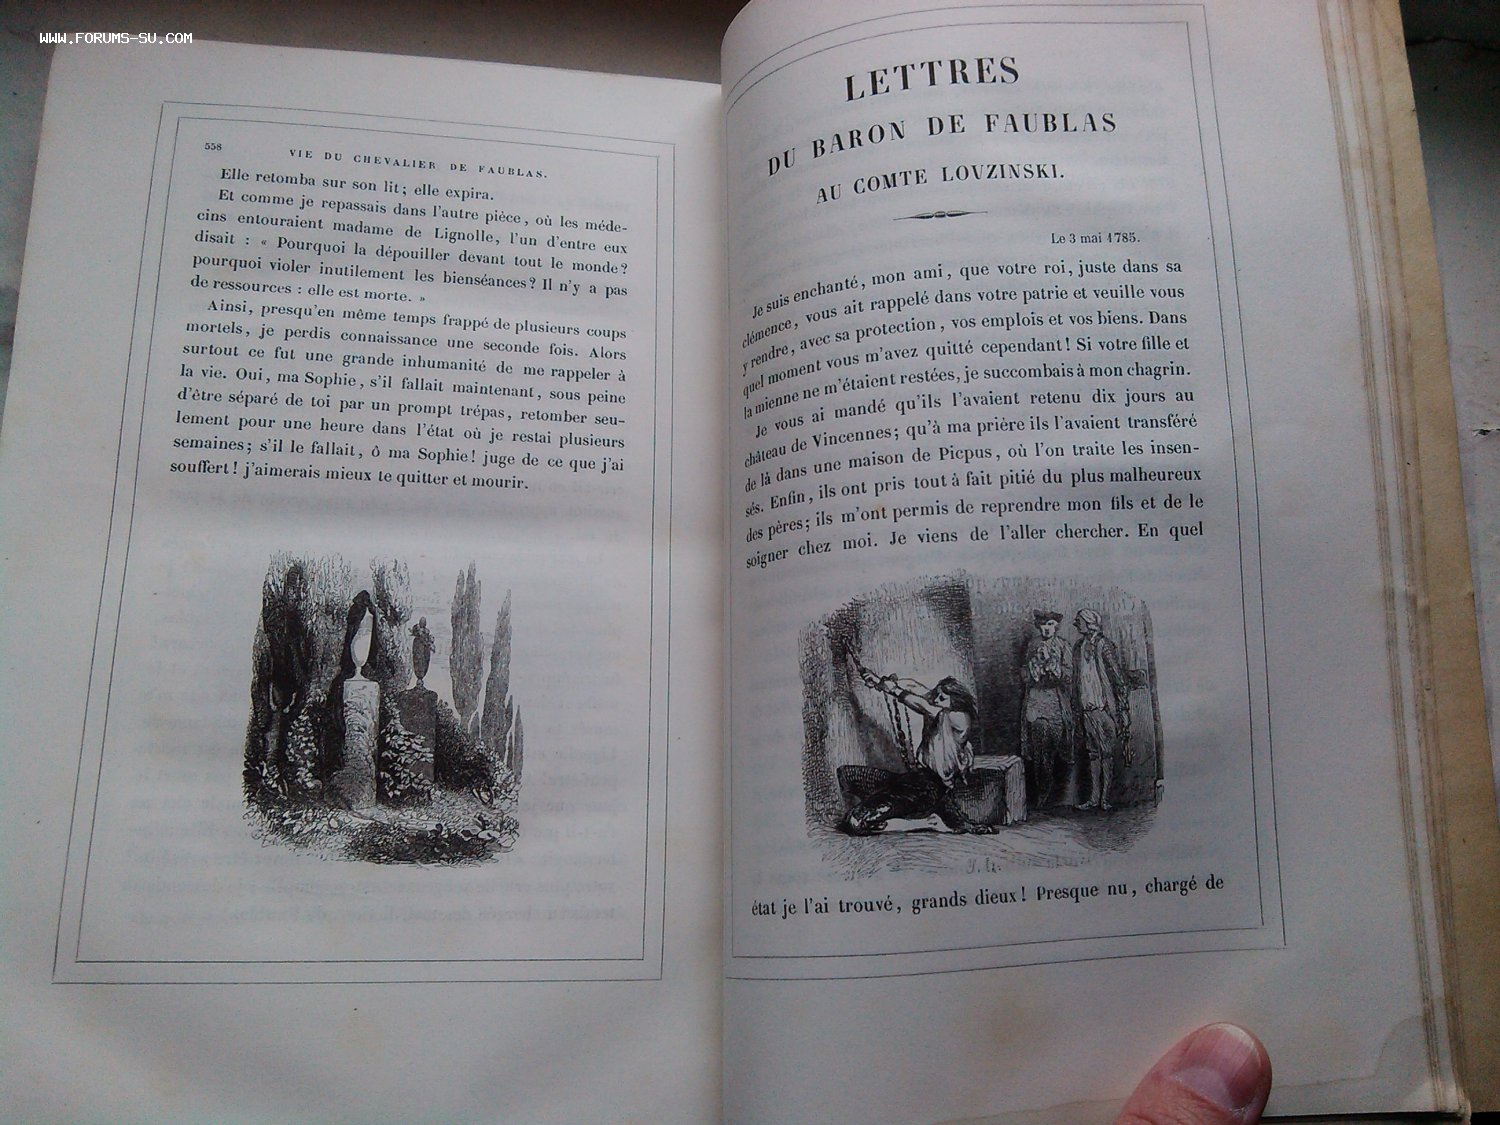 WWW.FORUMS-SU.COM
558
VIE DU CHEVALIER DE FAUBLAS.
Elle retomba sur son lit; elle expira.
Et comme je repassais dans l'autre pièce, où les méde-
cins entouraient madame de Lignolle, l'un d'entre eux
disait : « Pourquoi la dépouiller devant tout le monde?
pourquoi violer inutilement les bienséances? Il n'y a pas
de ressources : elle est morte. »
Ainsi, presqu'en même temps frappé de plusieurs coups
mortels, je perdis connaissance une seconde fois. Alors
surtout ce fut une grande inhumanité de me rappeler à
la vie. Oui, ma Sophie, s'il fallait maintenant, sous peine
d'être séparé de toi par un prompt trépas, retomber seu-
lement pour une heure dans l'état où je restai plusieurs
semaines; s'il le fallait, ô ma Sophie! juge de ce que j'ai
souffert! j'aimerais mieux te quitter et mourir.
LETTRES
DU BARON DE FAUBLAS
AU COMTE LOVZINSKI.
Le 3 mai 1785.
Je suis enchanté, mon ami, que votre roi, juste dans sa
clémence, vous ait rappelé dans votre patrie et veuille vous
y rendre, avec sa protection, vos emplois et vos biens. Dans
quel moment vous m'avez quitté cependant! Si votre fille et
la mienne ne m'étaient restées, je succombais à mon chagrin.
Je vous ai mandé qu'ils l'avaient retenu dix jours au
château de Vincennes; qu'à ma prière ils l'avaient transféré
de là dans une maison de Picpus, où l'on traite les insen-
sés. Enfin, ils ont pris tout à fait pitié du plus malheureux
des pères; ils m'ont permis de reprendre mon fils et de le
soigner chez moi. Je viens de l'aller chercher. En quel
état je l'ai trouvé, grands dieux! Presque nu, chargé de